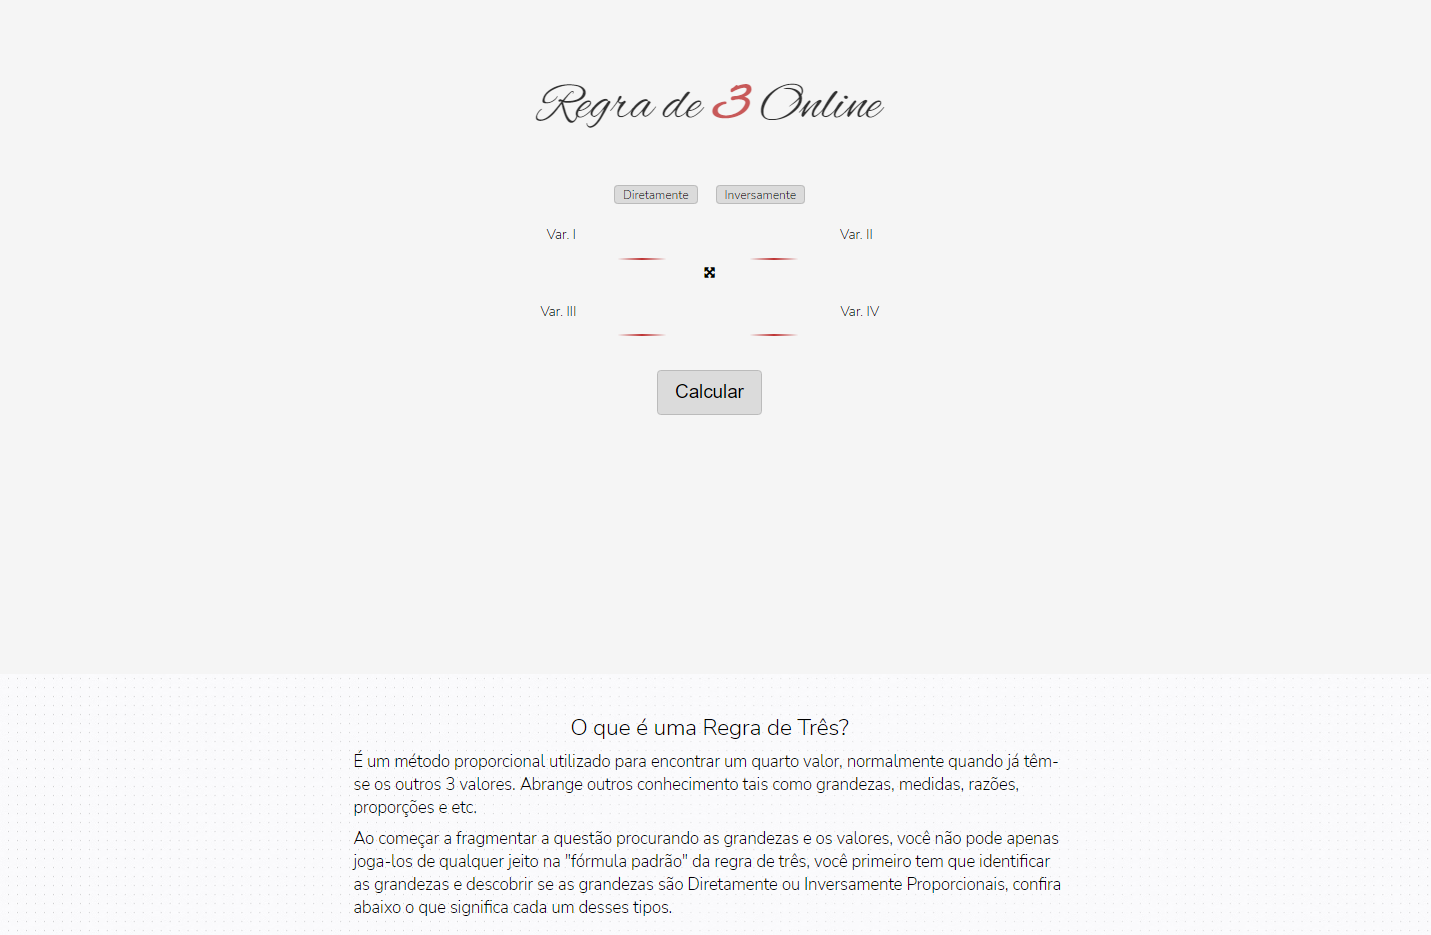 Regra de 3 Online
Diretamente Inversamente
Var. I Var. II
Var. III Var. IV
Calcular
O que é uma Regra de Três?
É um método proporcional utilizado para encontrar um quarto valor, normalmente quando já têm-
se os outros 3 valores. Abrange outros conhecimento tais como grandezas, medidas, razões,
proporções e etc.
Ao começar a fragmentar a questão procurando as grandezas e os valores, você não pode apenas
joga-los de qualquer jeito na "fórmula padrão" da regra de três, você primeiro tem que identificar
as grandezas e descobrir se as grandezas são Diretamente ou Inversamente Proporcionais, confira
abaixo o que significa cada um desses tipos.